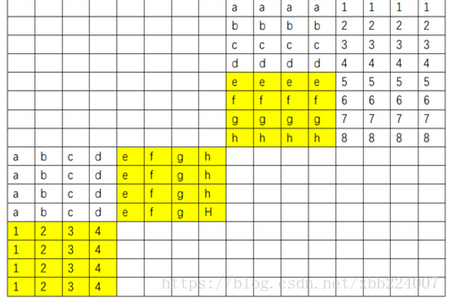 a a a a 1 1 1 1
b b b b 2 2 2 2
c c c c 3 3 3 3
d d d d 4 4 4 4
e e e e 5 5 5 5
f f f f 6 6 6 6
g g g g 7 7 7 7
h h h h 8 8 8 8
a b c d e f g h
a b c d e f g h
a b c d e f g h
a b c d e f g H
1 2 3 4
1 2 3 4
1 2 3 4
1 2 3 4
https://blog.csdn.net/xbb224007